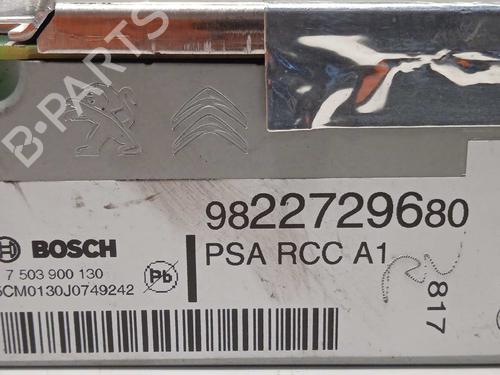 B-PARTS
9822729680
BOSCH
PSA RCC A1
7 503 900 130
Pb
5CM0130J0749242
817